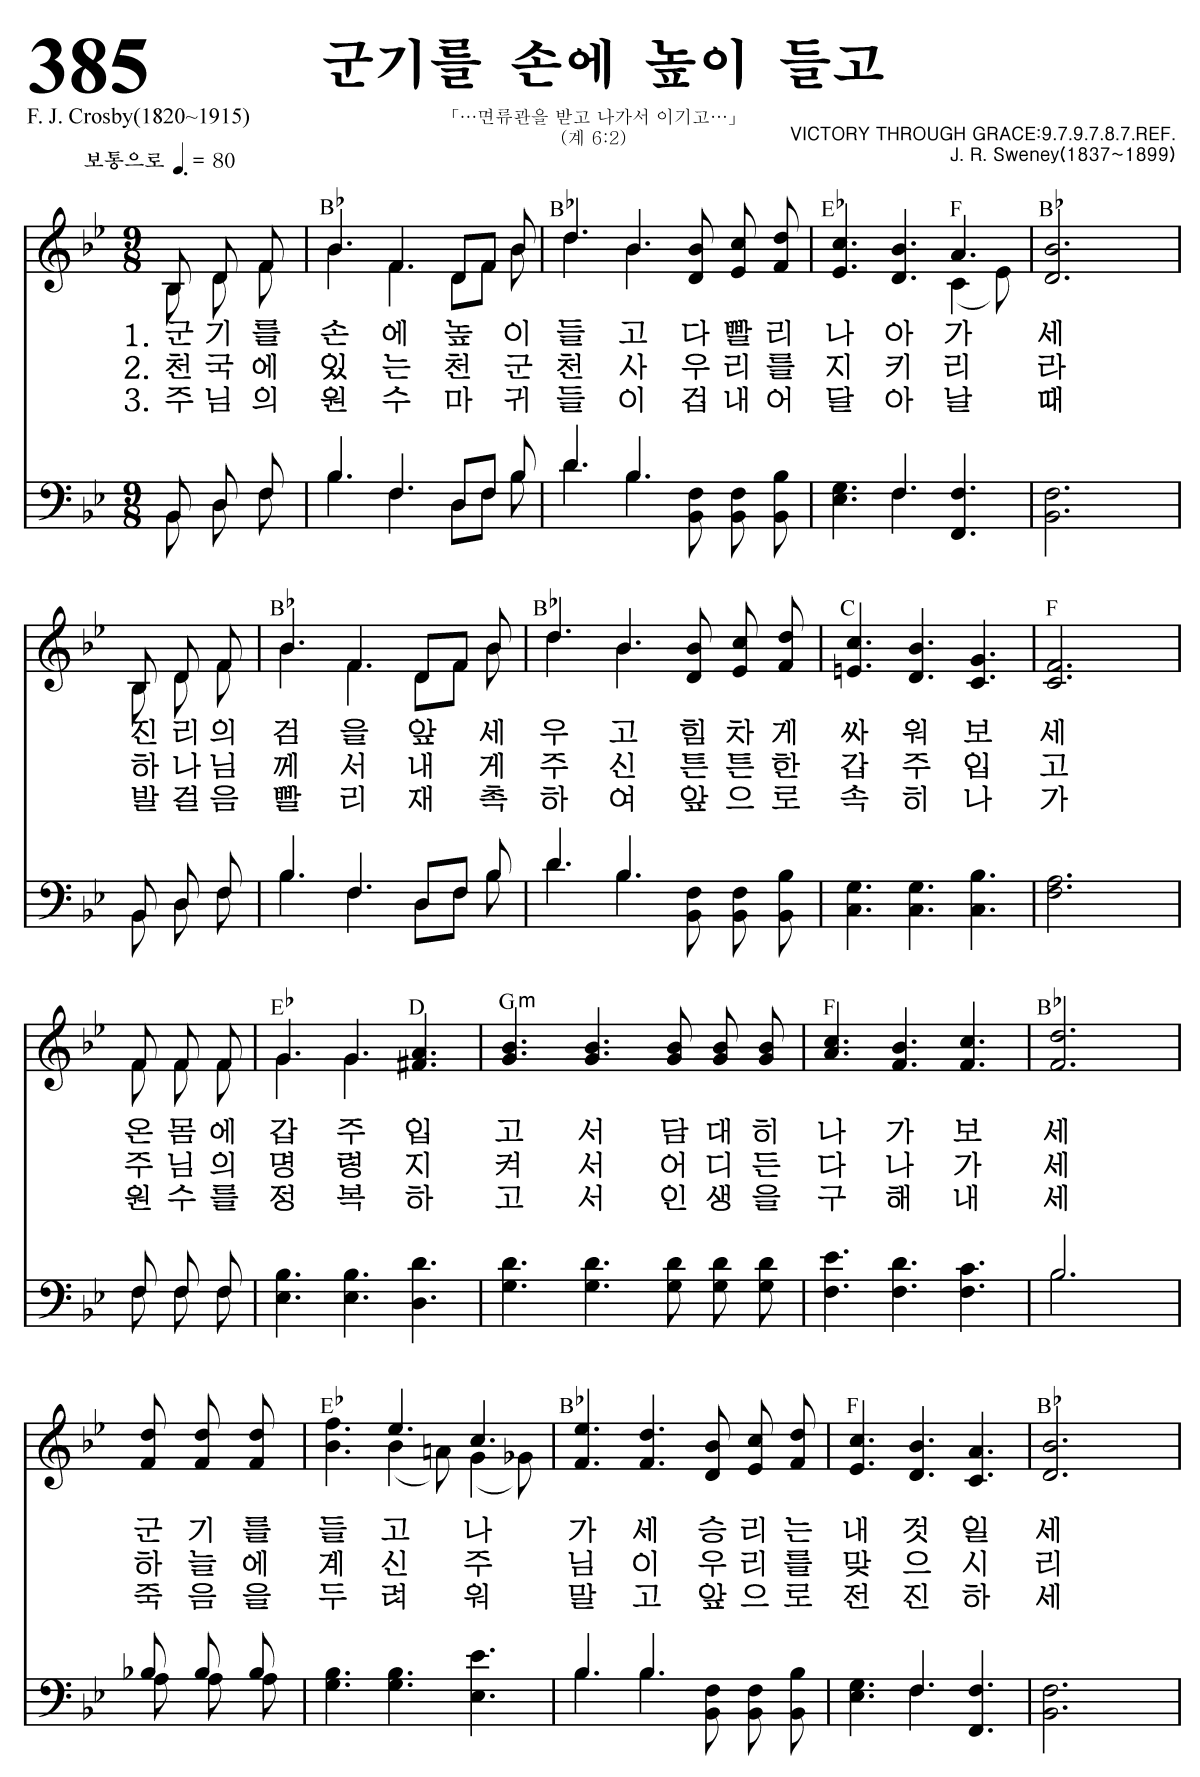 385
군기를 손에 높이 들고
F. J. Crosby(1820~1915)
「…면류관을 받고 나가서 이기고…」
(계 6:2)
VICTORY THROUGH GRACE:9.7.9.7.8.7.REF.
J. R. Sweney(1837~1899)
보통으로 ♩. = 80
B♭ B♭ E♭ F B♭
9 8
1. 군 기 를 손 에 높 이 들 고 다 빨 리 나 아 가 세
2. 천 국 에 있 는 천 군 천 사 우 리 를 지 키 리 라
3. 주 님 의 원 수 마 귀 들 이 겁 내 어 달 아 날 때
9 8
B♭ B♭ C F
진 리 의 검 을 앞 세 우 고 힘 차 게 싸 워 보 세
하 나 님 께 서 내 게 주 신 튼 튼 한 갑 주 입 고
발 걸 음 빨 리 재 촉 하 여 앞 으 로 속 히 나 가
E♭ D Gm F B♭
온 몸 에 갑 주 입 고 서 담 대 히 나 가 보 세
주 님 의 명 령 지 켜 서 어 디 든 다 나 가 세
원 수 를 정 복 하 고 서 인 생 을 구 해 내 세
E♭ B♭ F B♭
군 기 를 들 고 나 가 세 승 리 는 내 것 일 세
하 늘 에 계 신 주 님 이 우 리 를 맞 으 시 리
죽 음 을 두 려 워 말 고 앞 으 로 전 진 하 세